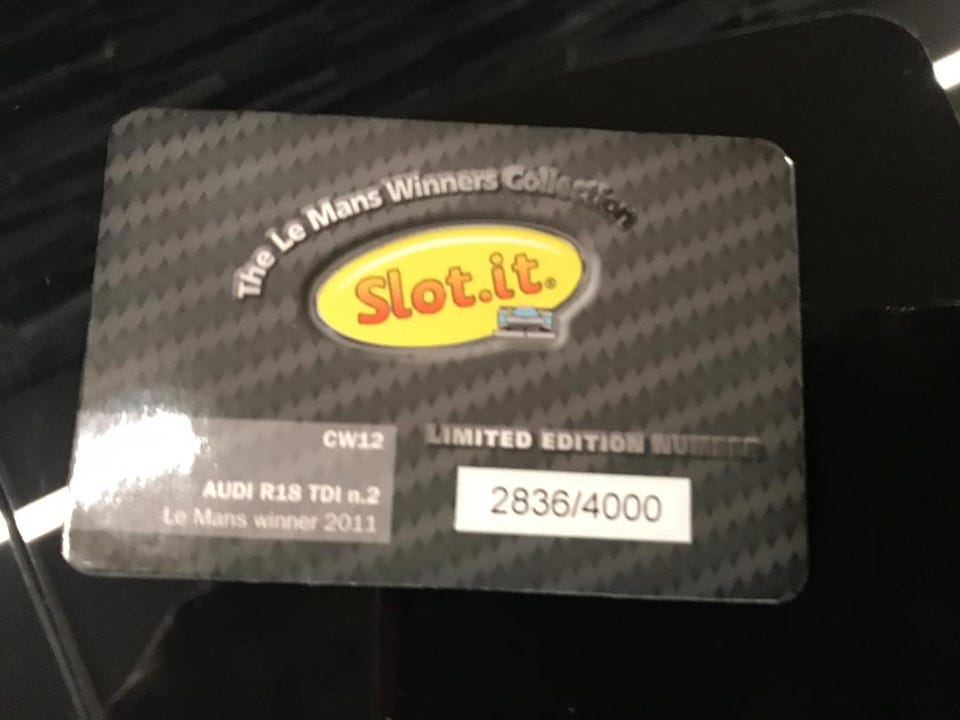 The Le Mans Winners Collection
Slot.it®
CW12
AUDI R18 TDI n.2
Le Mans winner 2011
LIMITED EDITION NUMBER
2836/4000